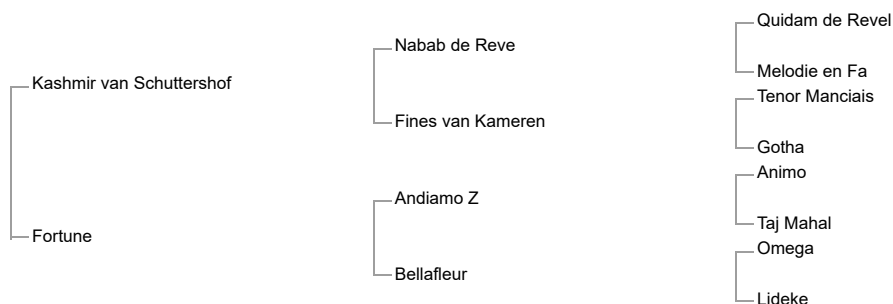 Quidam de Revel
Nabab de Reve
Melodie en Fa
Kashmir van Schuttershof
Tenor Manciais
Fines van Kameren
Gotha
Animo
Andiamo Z
Taj Mahal
Fortune
Omega
Bellafleur
Lideke